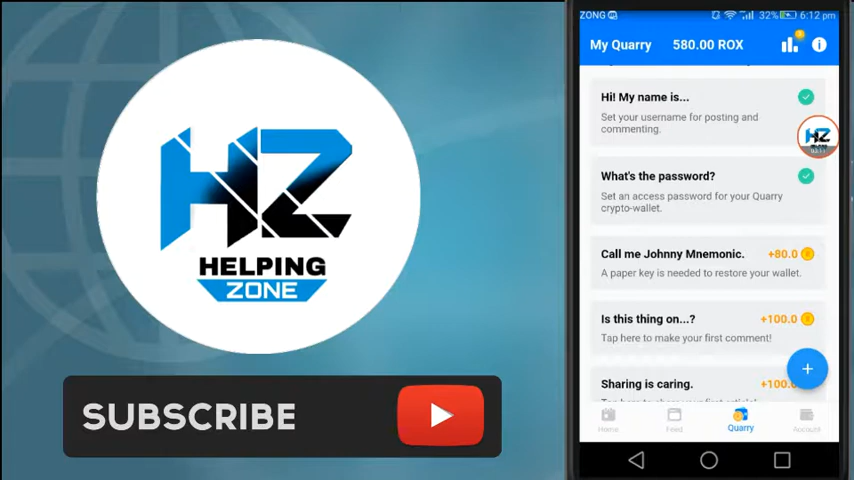 HZ
HELPING
ZONE
SUBSCRIBE
ZONG
32%
6:12 pm
My Quarry
580.00 ROX
Hi! My name is...
Set your username for posting and
commenting.
HZ
What's the password?
Set an access password for your Quarry
crypto-wallet.
Call me Johnny Mnemonic.
+80.0
A paper key is needed to restore your wallet.
Is this thing on...?
+100.0
Tap here to make your first comment!
Sharing is caring.
+100.
Home
Feed
Quarry
Account